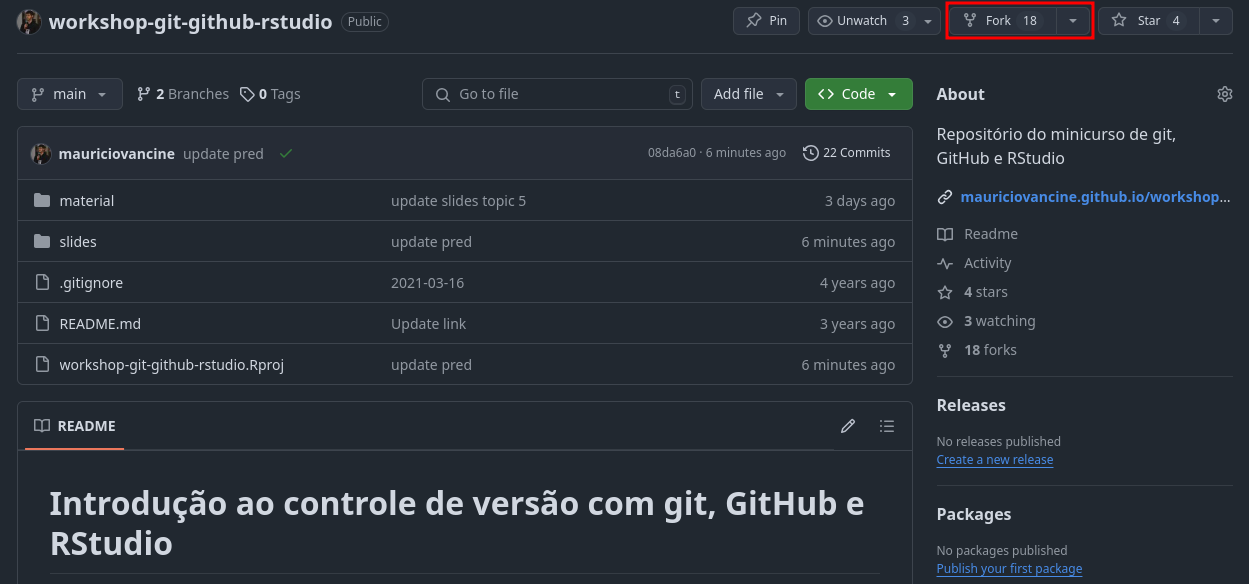 workshop-git-github-rstudio Public Pin Unwatch 3 Fork 18 Star 4
main 2 Branches 0 Tags Go to file t Add file Code
mauriciovancine update pred 08da6a0 · 6 minutes ago 22 Commits
material update slides topic 5 3 days ago
slides update pred 6 minutes ago
.gitignore 2021-03-16 4 years ago
README.md Update link 3 years ago
workshop-git-github-rstudio.Rproj update pred 6 minutes ago
README
Introdução ao controle de versão com git, GitHub e
RStudio
About
Repositório do minicurso de git,
GitHub e RStudio
mauriciovancine.github.io/workshop...
Readme
Activity
4 stars
3 watching
18 forks
Releases
No releases published
Create a new release
Packages
No packages published
Publish your first package